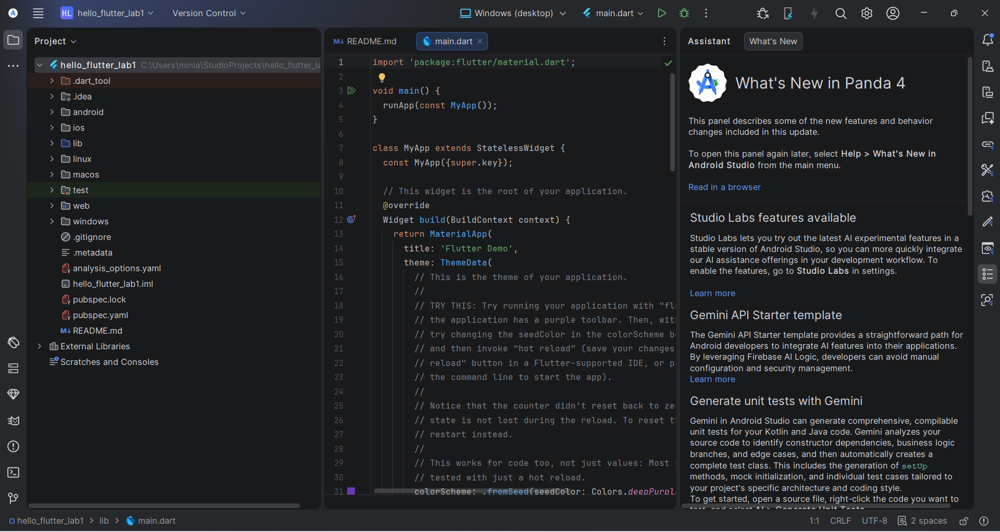 HL hello_flutter_lab1
Version Control
Windows (desktop)
main.dart
Project
hello_flutter_lab1 C:\Users\minia\StudioProjects\hello_flutter_la
.dart_tool
.idea
android
ios
lib
linux
macos
test
web
windows
.gitignore
.metadata
analysis_options.yaml
hello_flutter_lab1.iml
pubspec.lock
pubspec.yaml
README.md
External Libraries
Scratches and Consoles
README.md
main.dart
1 import 'package:flutter/material.dart';
2
3 void main() {
4 runApp(const MyApp());
5 }
6
7 class MyApp extends StatelessWidget {
8 const MyApp({super.key});
9
10 // This widget is the root of your application.
11 @override
12 Widget build(BuildContext context) {
13 return MaterialApp(
14 title: 'Flutter Demo',
15 theme: ThemeData(
16 // This is the theme of your application.
17 //
18 // TRY THIS: Try running your application with "flu
19 // the application has a purple toolbar. Then, with
20 // try changing the seedColor in the colorScheme be
21 // and then invoke "hot reload" (save your changes
22 // reload" button in a Flutter-supported IDE, or p
23 // the command line to start the app).
24 //
25 // Notice that the counter didn't reset back to ze
26 // state is not lost during the reload. To reset th
27 // restart instead.
28 //
29 // This works for code too, not just values: Most
30 // tested with just a hot reload.
31 colorScheme: .fromSeed(seedColor: Colors.deepPurpl
Assistant
What's New
What's New in Panda 4
This panel describes some of the new features and behavior
changes included in this update.
To open this panel again later, select Help > What's New in
Android Studio from the main menu.
Read in a browser
Studio Labs features available
Studio Labs lets you try out the latest AI experimental features in a
stable version of Android Studio, so you can more quickly integrate
our AI assistance offerings in your development workflow. To
enable the features, go to Studio Labs in settings.
Learn more
Gemini API Starter template
The Gemini API Starter template provides a straightforward path for
Android developers to integrate AI features into their applications.
By leveraging Firebase AI Logic, developers can avoid manual
configuration and security management.
Learn more
Generate unit tests with Gemini
Gemini in Android Studio can generate comprehensive, compilable
unit tests for your Kotlin and Java code. Gemini analyzes your
source code to identify constructor dependencies, business logic
branches, and edge cases, and then automatically creates a
complete test class. This includes the generation of setUp
methods, mock initialization, and individual test cases tailored to
your project's specific architecture and coding style.
To get started, open a source file, right-click the code you want to
test, and select AI > Generate Unit Tests
hello_flutter_lab1 > lib > main.dart
1:1 CRLF UTF-8 2 spaces